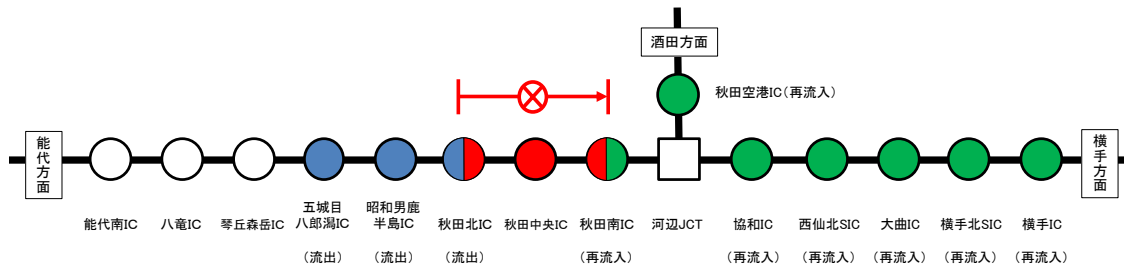 酒田方面
秋田空港IC(再流入)
能代方面
横手方面
能代南IC
八竜IC
琴丘森岳IC
五城目
八郎潟IC
(流出)
昭和男鹿
半島IC
(流出)
秋田北IC
(流出)
秋田中央IC
秋田南IC
(再流入)
河辺JCT
協和IC
(再流入)
西仙北SIC
(再流入)
大曲IC
(再流入)
横手北SIC
(再流入)
横手IC
(再流入)